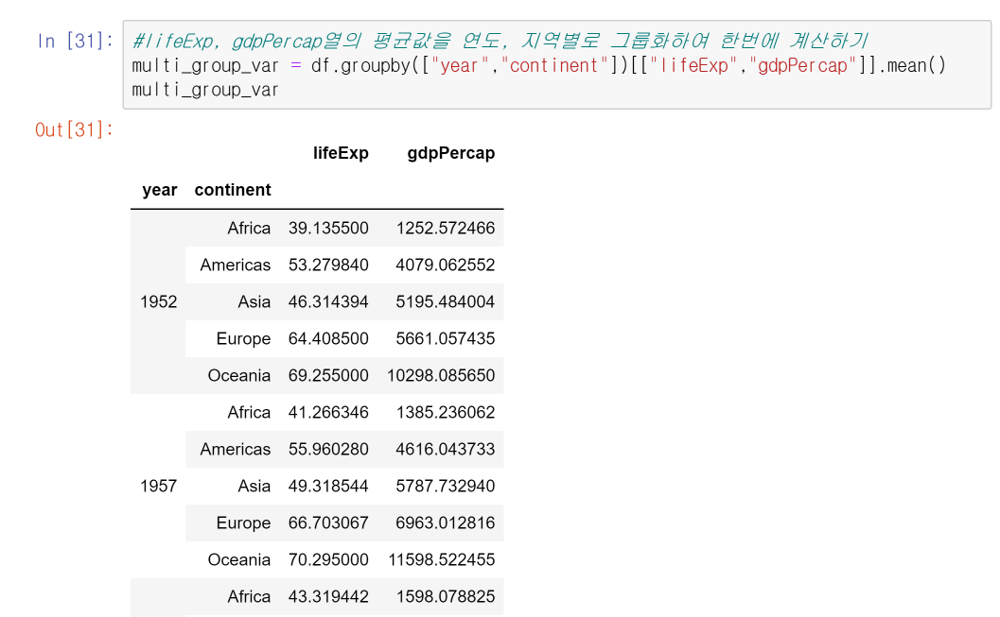 In [31]: #lifeExp, gdpPercap열의 평균값을 연도, 지역별로 그룹화하여 한번에 계산하기
multi_group_var = df.groupby(["year","continent"])[["lifeExp","gdpPercap"]].mean()
multi_group_var
Out[31]:
lifeExp gdpPercap
year continent
Africa 39.135500 1252.572466
Americas 53.279840 4079.062552
1952 Asia 46.314394 5195.484004
Europe 64.408500 5661.057435
Oceania 69.255000 10298.085650
Africa 41.266346 1385.236062
Americas 55.960280 4616.043733
1957 Asia 49.318544 5787.732940
Europe 66.703067 6963.012816
Oceania 70.295000 11598.522455
Africa 43.319442 1598.078825